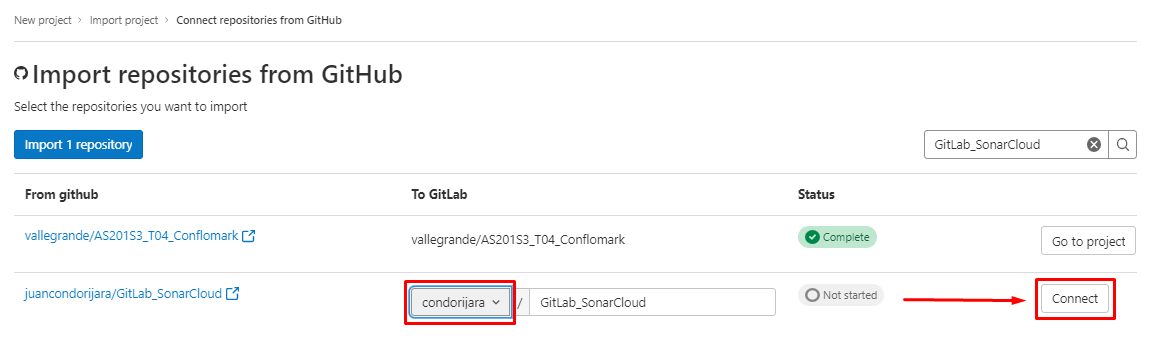 New project > Import project > Connect repositories from GitHub
Import repositories from GitHub
Select the repositories you want to import
Import 1 repository
GitLab_SonarCloud
From github To GitLab Status
vallegrande/AS201S3_T04_Conflomark vallegrande/AS201S3_T04_Conflomark Complete Go to project
juancondorijara/GitLab_SonarCloud condorijara / GitLab_SonarCloud Not started Connect